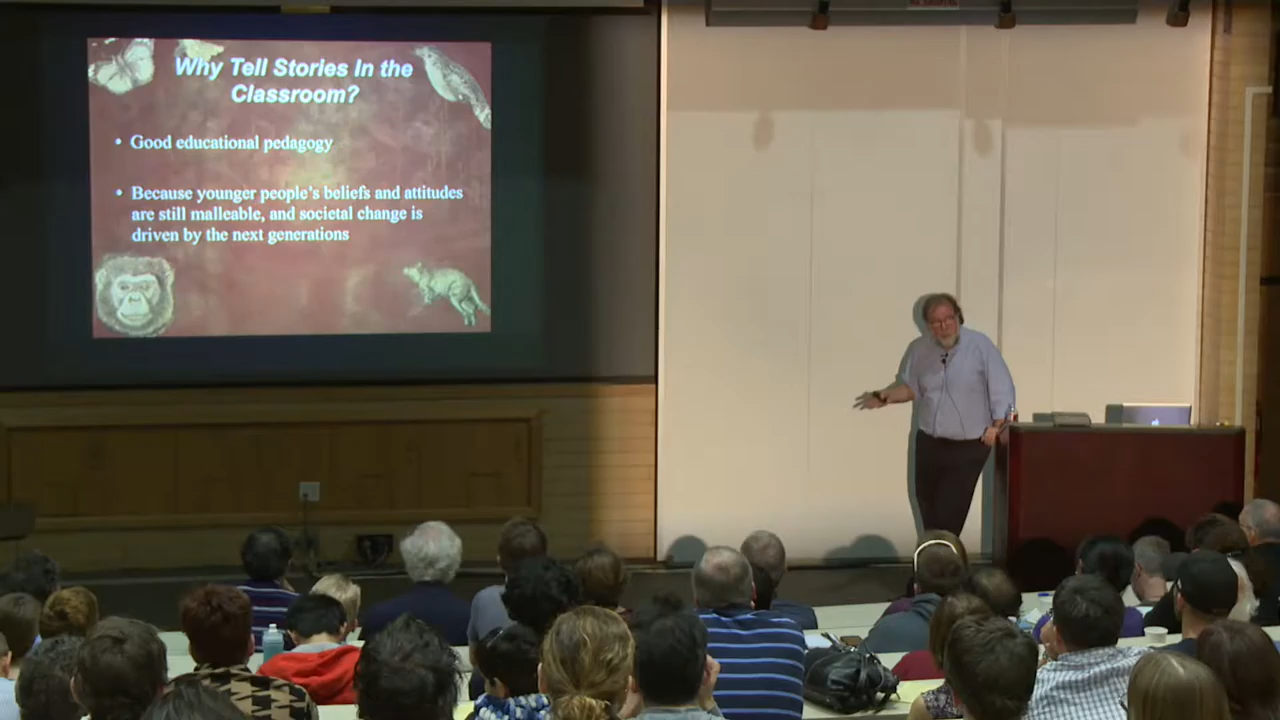 Why Tell Stories In the
Classroom?
• Good educational pedagogy
• Because younger people's beliefs and attitudes
are still malleable, and societal change is
driven by the next generations